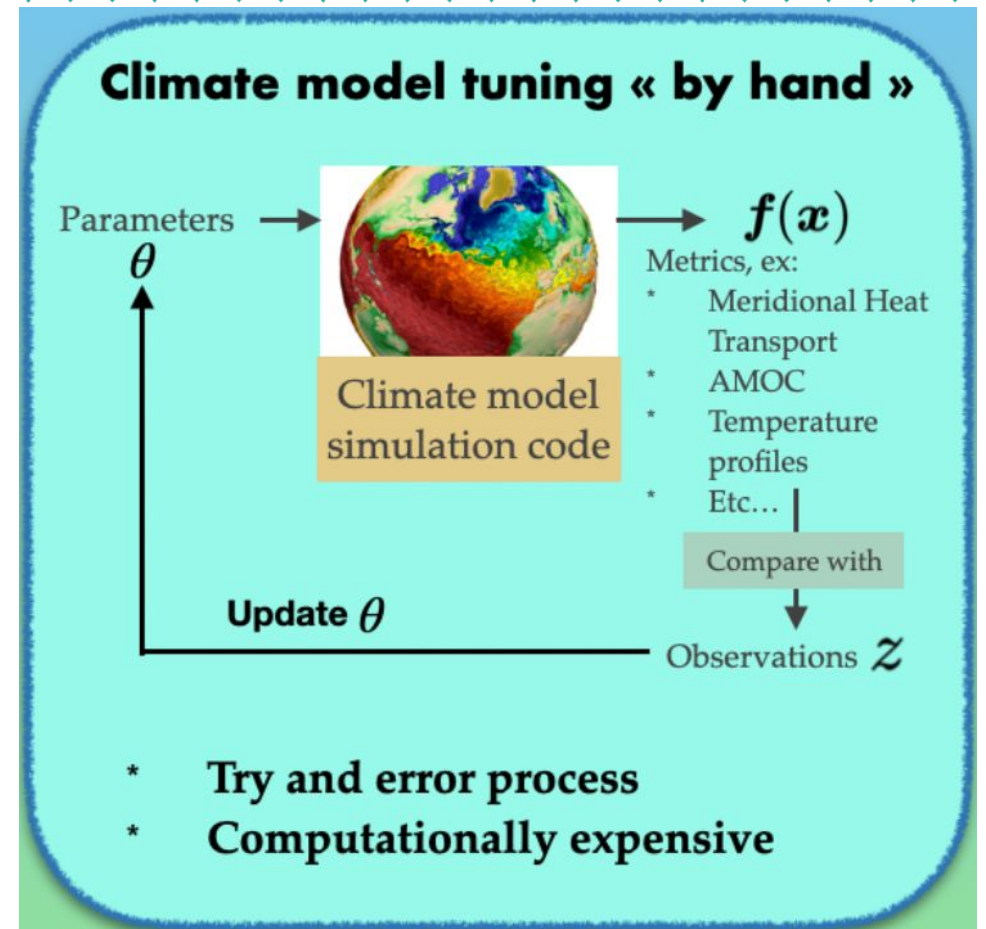 Climate model tuning « by hand »
Parameters
θ
f(x)
Metrics, ex:
* Meridional Heat
Transport
* AMOC
* Temperature
profiles
* Etc…
Climate model
simulation code
Compare with
Update θ
Observations z
* Try and error process
* Computationally expensive